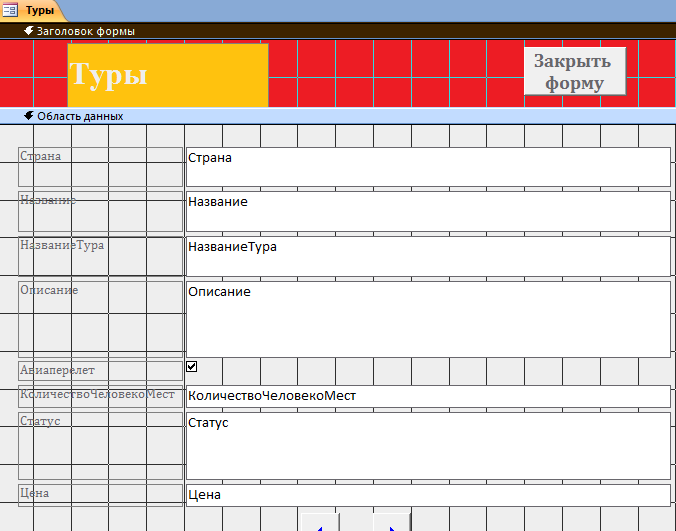 Туры
Заголовок формы
Туры
Закрыть
форму
Область данных
Страна
Страна
Название
Название
НазваниеТура
НазваниеТура
Описание
Описание
Авиаперелет
КоличествоЧеловекоМест
КоличествоЧеловекоМест
Статус
Статус
Цена
Цена